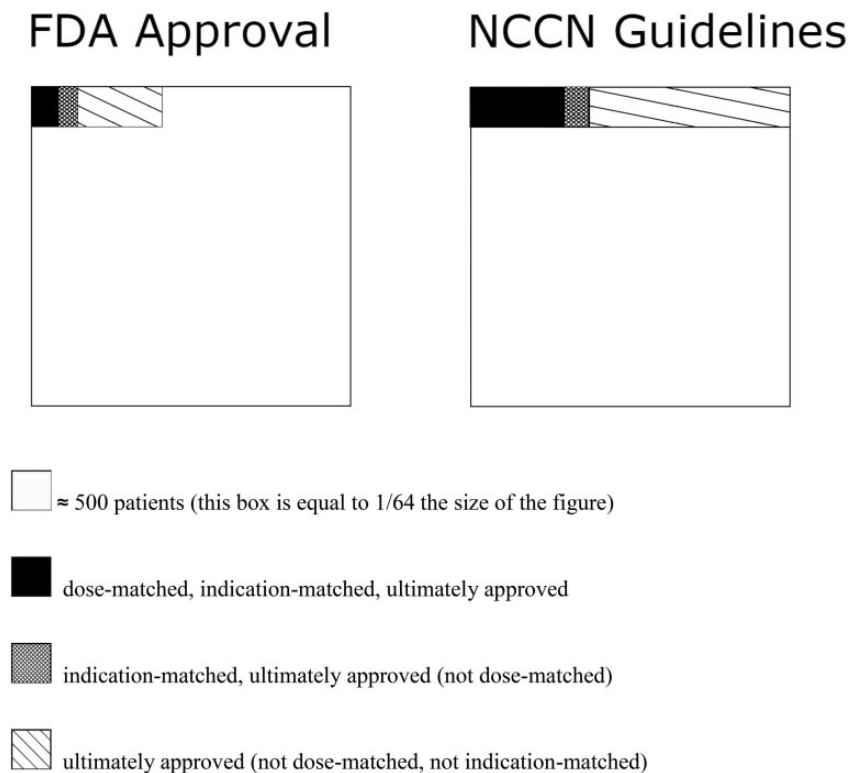 FDA Approval
NCCN Guidelines
≈ 500 patients (this box is equal to 1/64 the size of the figure)
dose-matched, indication-matched, ultimately approved
indication-matched, ultimately approved (not dose-matched)
ultimately approved (not dose-matched, not indication-matched)